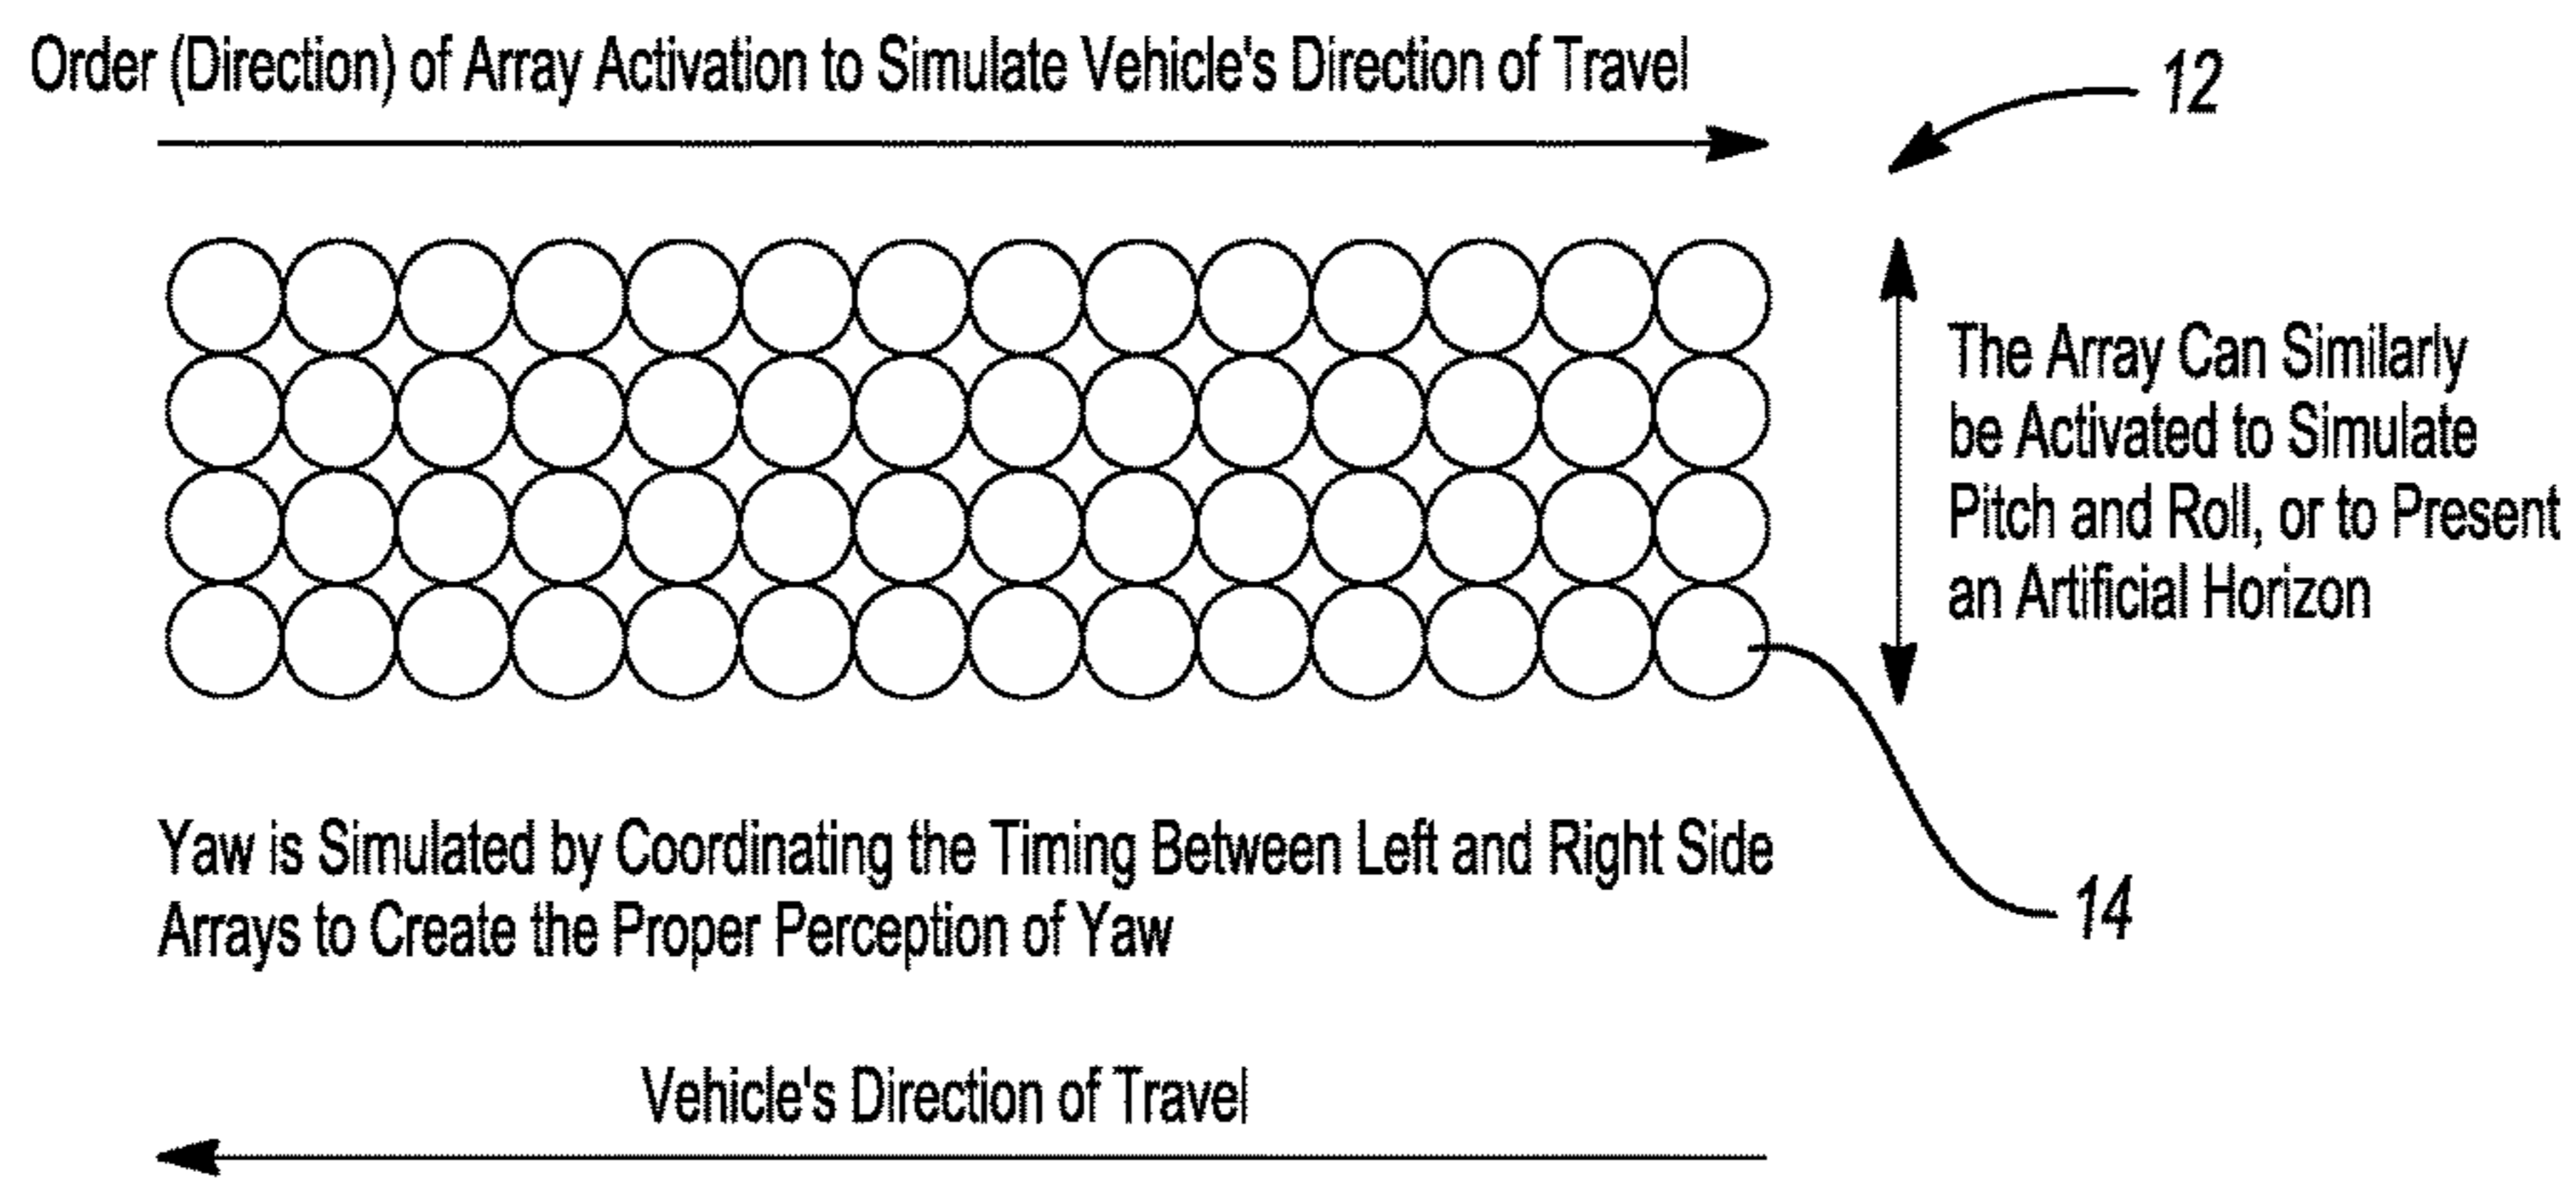 Order (Direction) of Array Activation to Simulate Vehicle's Direction of Travel
12
The Array Can Similarly
be Activated to Simulate
Pitch and Roll, or to Present
an Artificial Horizon
Yaw is Simulated by Coordinating the Timing Between Left and Right Side
Arrays to Create the Proper Perception of Yaw
14
Vehicle's Direction of Travel